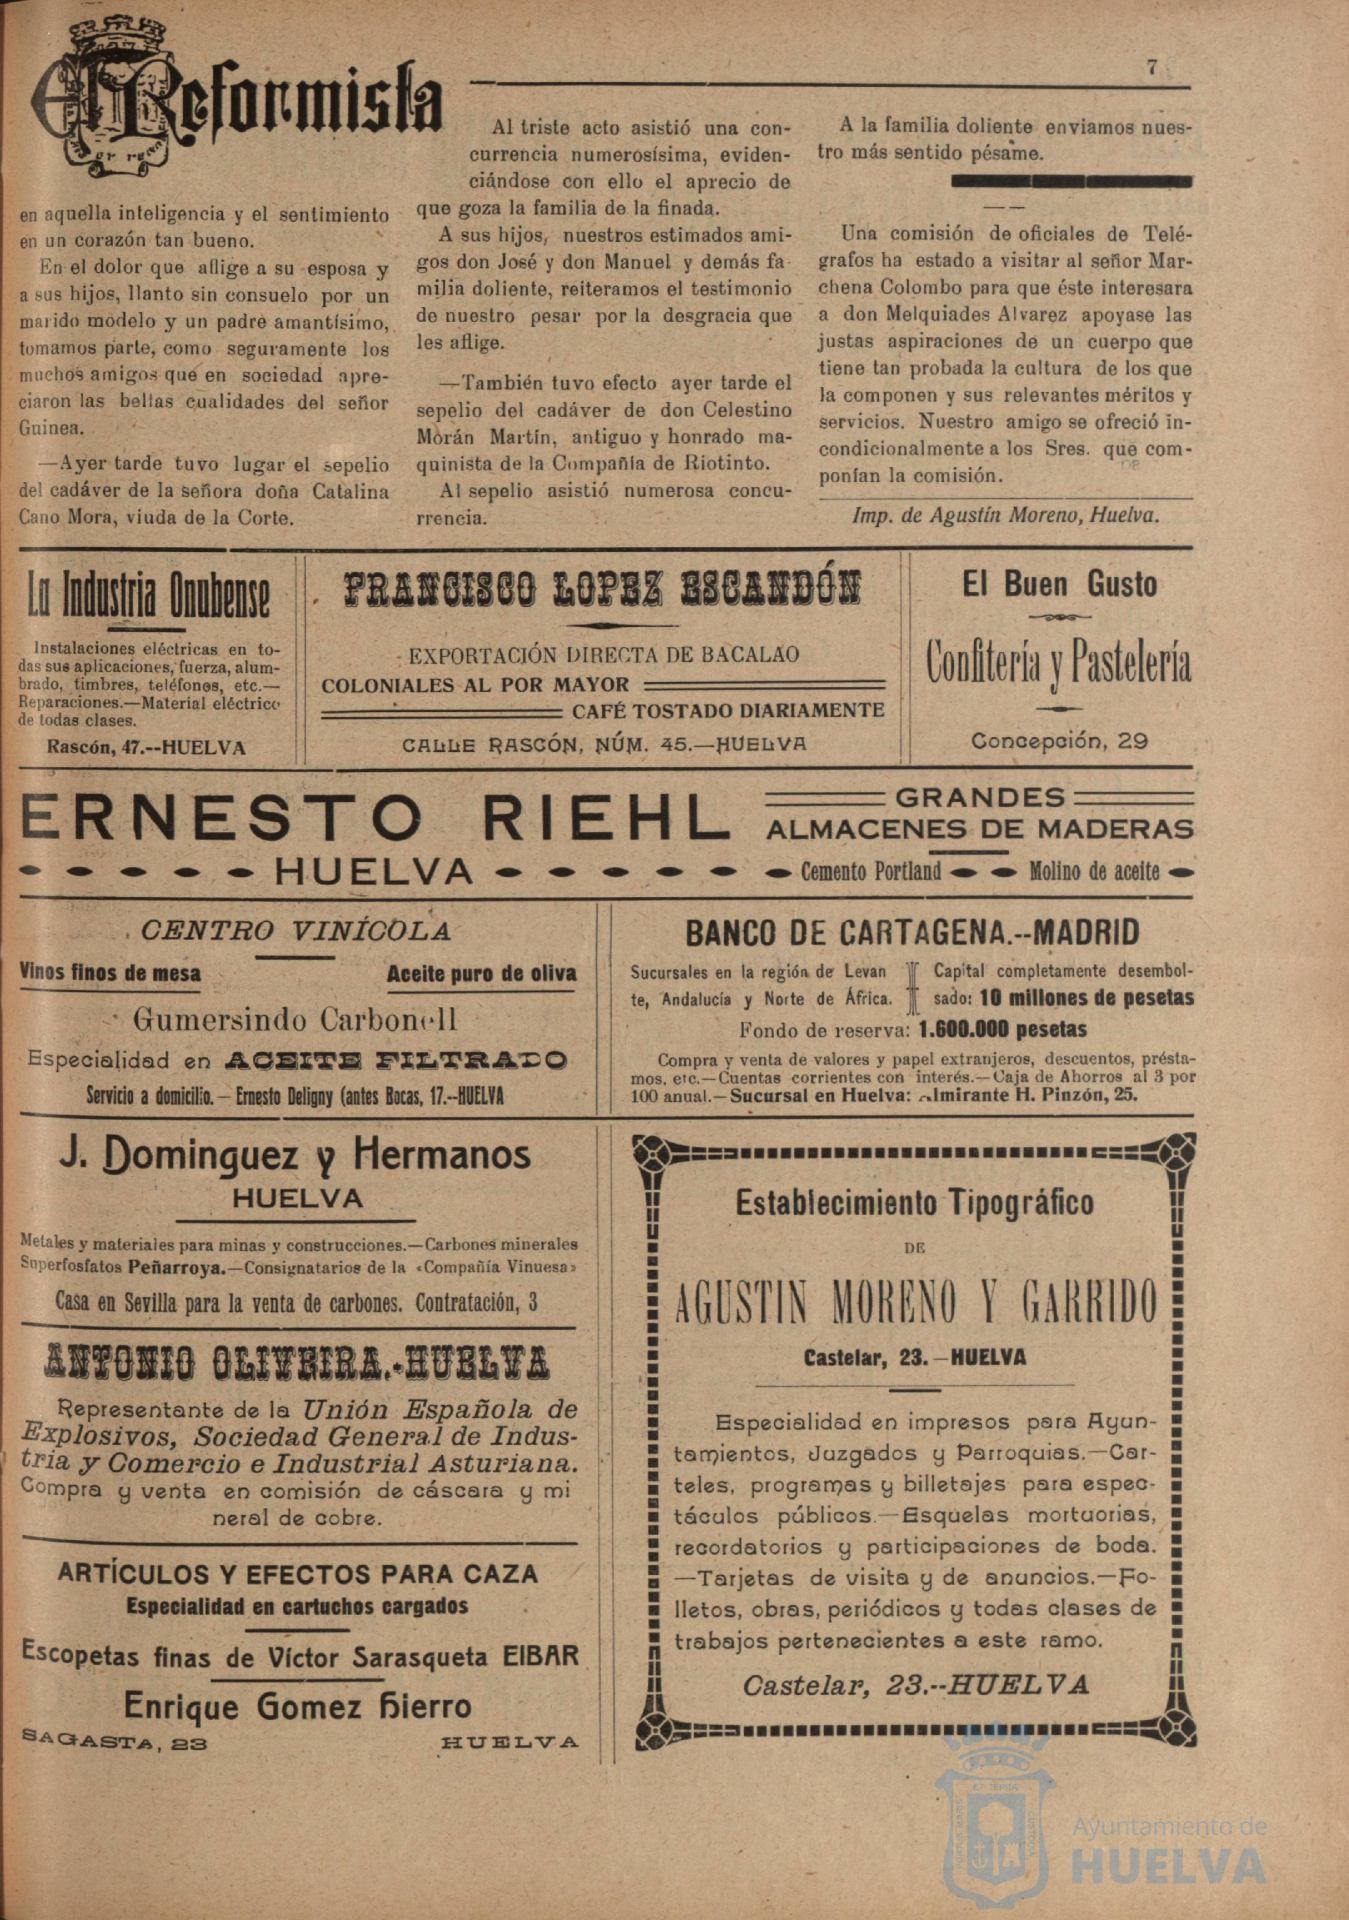 El Reformista
7
en aquella inteligencia y el sentimiento
en un corazón tan bueno.
En el dolor que aflige a su esposa y
a sus hijos, llanto sin consuelo por un
marido modelo y un padre amantísimo,
tomamos parte, como seguramente los
muchos amigos que en sociedad apre-
ciaron las bellas cualidades del señor
Guinea.
—Ayer tarde tuvo lugar el sepelio
del cadáver de la señora doña Catalina
Cano Mora, viuda de la Corte.
Al triste acto asistió una con-
currencia numerosísima, eviden-
ciándose con ello el aprecio de
que goza la familia de la finada.
A sus hijos, nuestros estimados ami-
gos don José y don Manuel y demás fa-
milia doliente, reiteramos el testimonio
de nuestro pesar por la desgracia que
les aflige.
—También tuvo efecto ayer tarde el
sepelio del cadáver de don Celestino
Morán Martín, antiguo y honrado ma-
quinista de la Compañía de Riotinto.
Al sepelio asistió numerosa concu-
rrencia.
A la familia doliente enviamos nues-
tro más sentido pésame.
Una comisión de oficiales de Telé-
grafos ha estado a visitar al señor Mar-
chena Colombo para que éste interesara
a don Melquiades Alvarez apoyase las
justas aspiraciones de un cuerpo que
tiene tan probada la cultura de los que
la componen y sus relevantes méritos y
servicios. Nuestro amigo se ofreció in-
condicionalmente a los Sres. que com-
ponían la comisión.
Imp. de Agustín Moreno, Huelva.
La Industria Onubense
Instalaciones eléctricas en to-
das sus aplicaciones, fuerza, alum-
brado, timbres, teléfonos, etc.—
Reparaciones.—Material eléctrico
de todas clases.
Rascón, 47.--HUELVA
FRANCISCO LOPEZ ESCANDÓN
EXPORTACIÓN DIRECTA DE BACALAO
COLONIALES AL POR MAYOR
CAFÉ TOSTADO DIARIAMENTE
CALLE RASCÓN, NÚM. 45.—HUELVA
El Buen Gusto
Confitería y Pastelería
Concepción, 29
ERNESTO RIEHL
HUELVA
GRANDES
ALMACENES DE MADERAS
Cemento Portland
Molino de aceite
CENTRO VINÍCOLA
Vinos finos de mesa Aceite puro de oliva
Gumersindo Carbonell
Especialidad en ACEITE FILTRADO
Servicio a domicilio.—Ernesto Deligny (antes Bocas, 17.--HUELVA
BANCO DE CARTAGENA.--MADRID
Sucursales en la región de Levan
te, Andalucía y Norte de África.
Capital completamente desembol-
sado: 10 millones de pesetas
Fondo de reserva: 1.600.000 pesetas
Compra y venta de valores y papel extranjeros, descuentos, présta-
mos, etc.—Cuentas corrientes con interés.—Caja de Ahorros al 3 por
100 anual.—Sucursal en Huelva: Almirante H. Pinzón, 25.
J. Dominguez y Hermanos
HUELVA
Metales y materiales para minas y construcciones.—Carbones minerales
Superfosfatos Peñarroya.—Consignatarios de la «Compañía Vinuesa»
Casa en Sevilla para la venta de carbones. Contratación, 3
ANTONIO OLIVEIRA.-HUELVA
Representante de la Unión Española de
Explosivos, Sociedad General de Indus-
tria y Comercio e Industrial Asturiana.
Compra y venta en comisión de cáscara y mi
neral de cobre.
ARTÍCULOS Y EFECTOS PARA CAZA
Especialidad en cartuchos cargados
Escopetas finas de Víctor Sarasqueta EIBAR
Enrique Gomez Hierro
SAGASTA, 23 HUELVA
Establecimiento Tipográfico
DE
AGUSTIN MORENO Y GARRIDO
Castelar, 23.—HUELVA
Especialidad en impresos para Ayun-
tamientos, Juzgados y Parroquias.—Car-
teles, programas y billetajes para espec-
táculos públicos.—Esquelas mortuorias,
recordatorios y participaciones de boda.
—Tarjetas de visita y de anuncios.—Fo-
lletos, obras, periódicos y todas clases de
trabajos pertenecientes a este ramo.
Castelar, 23.--HUELVA
Ayuntamiento de
HUELVA